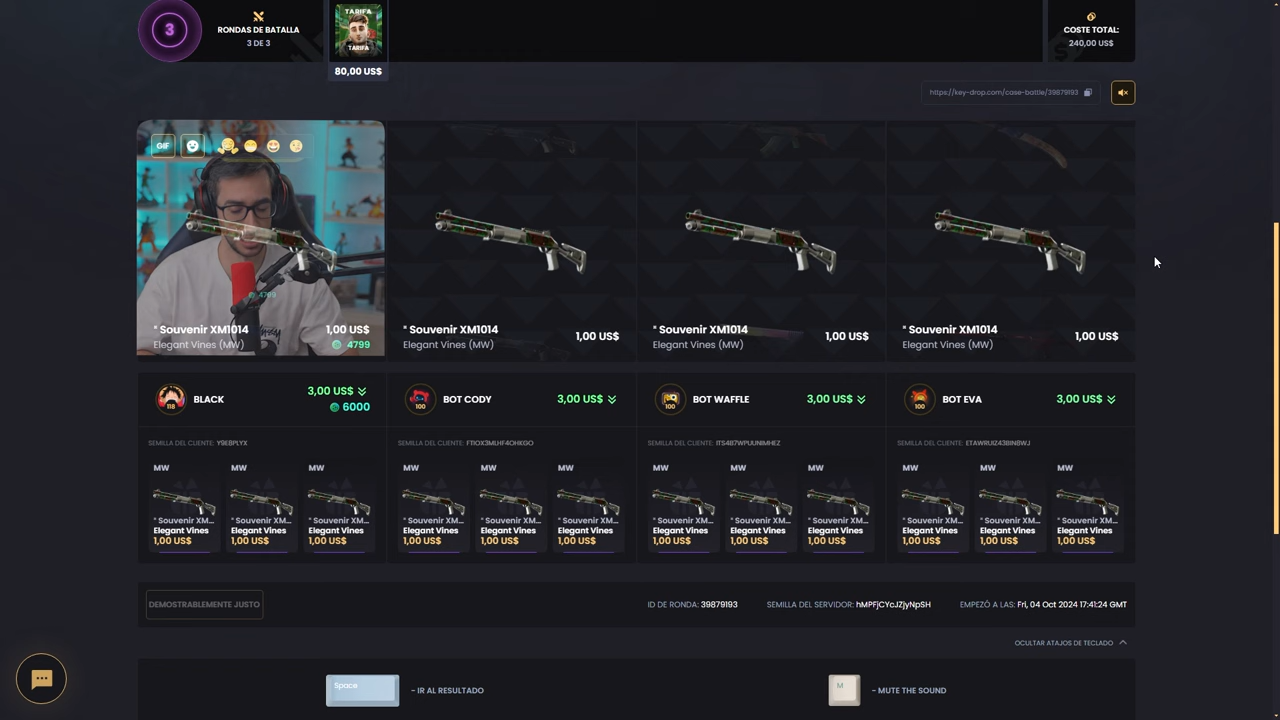 TARIFA
TARIFA
3
RONDAS DE BATALLA
3 DE 3
80,00 US$
COSTE TOTAL:
240,00 US$
https://key-drop.com/case-battle/39879193
GIF
4799
* Souvenir XM1014
Elegant Vines (MW)
1,00 US$
4799
* Souvenir XM1014
Elegant Vines (MW)
1,00 US$
* Souvenir XM1014
Elegant Vines (MW)
1,00 US$
* Souvenir XM1014
Elegant Vines (MW)
1,00 US$
118
BLACK
3,00 US$
6000
100
BOT CODY
3,00 US$
100
BOT WAFFLE
3,00 US$
100
BOT EVA
3,00 US$
SEMILLA DEL CLIENTE:
SEMILLA DEL CLIENTE:
SEMILLA DEL CLIENTE:
SEMILLA DEL CLIENTE:
MW MW MW MW MW MW MW MW MW MW MW MW
* Souvenir XM... * Souvenir XM... * Souvenir XM... * Souvenir XM... * Souvenir XM... * Souvenir XM... * Souvenir XM... * Souvenir XM... * Souvenir XM... * Souvenir XM... * Souvenir XM... * Souvenir XM...
Elegant Vines Elegant Vines Elegant Vines Elegant Vines Elegant Vines Elegant Vines Elegant Vines Elegant Vines Elegant Vines Elegant Vines Elegant Vines Elegant Vines
1,00 US$ 1,00 US$ 1,00 US$ 1,00 US$ 1,00 US$ 1,00 US$ 1,00 US$ 1,00 US$ 1,00 US$ 1,00 US$ 1,00 US$ 1,00 US$
DEMOSTRABLEMENTE JUSTO
ID DE RONDA: 39879193
SEMILLA DEL SERVIDOR: hMPFjCYcJZjyNpSH
EMPEZÓ A LAS: Fri, 04 Oct 2024 17:41:24 GMT
OCULTAR ATAJOS DE TECLADO
Space
- IR AL RESULTADO
M
- MUTE THE SOUND